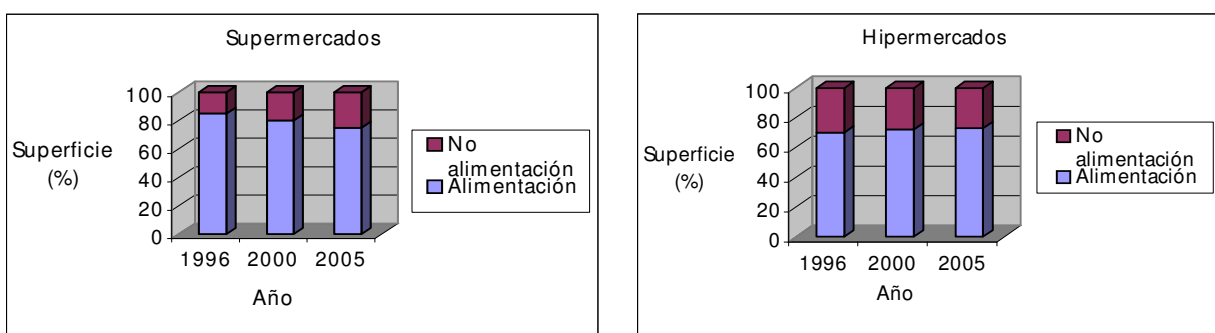 Supermercados
100
80
60
40
20
0
Superficie
(%)
1996 2000 2005
Año
No
alimentación
Alimentación
Hipermercados
100
80
60
40
20
0
Superficie
(%)
1996 2000 2005
Año
No
alimentación
Alimentación